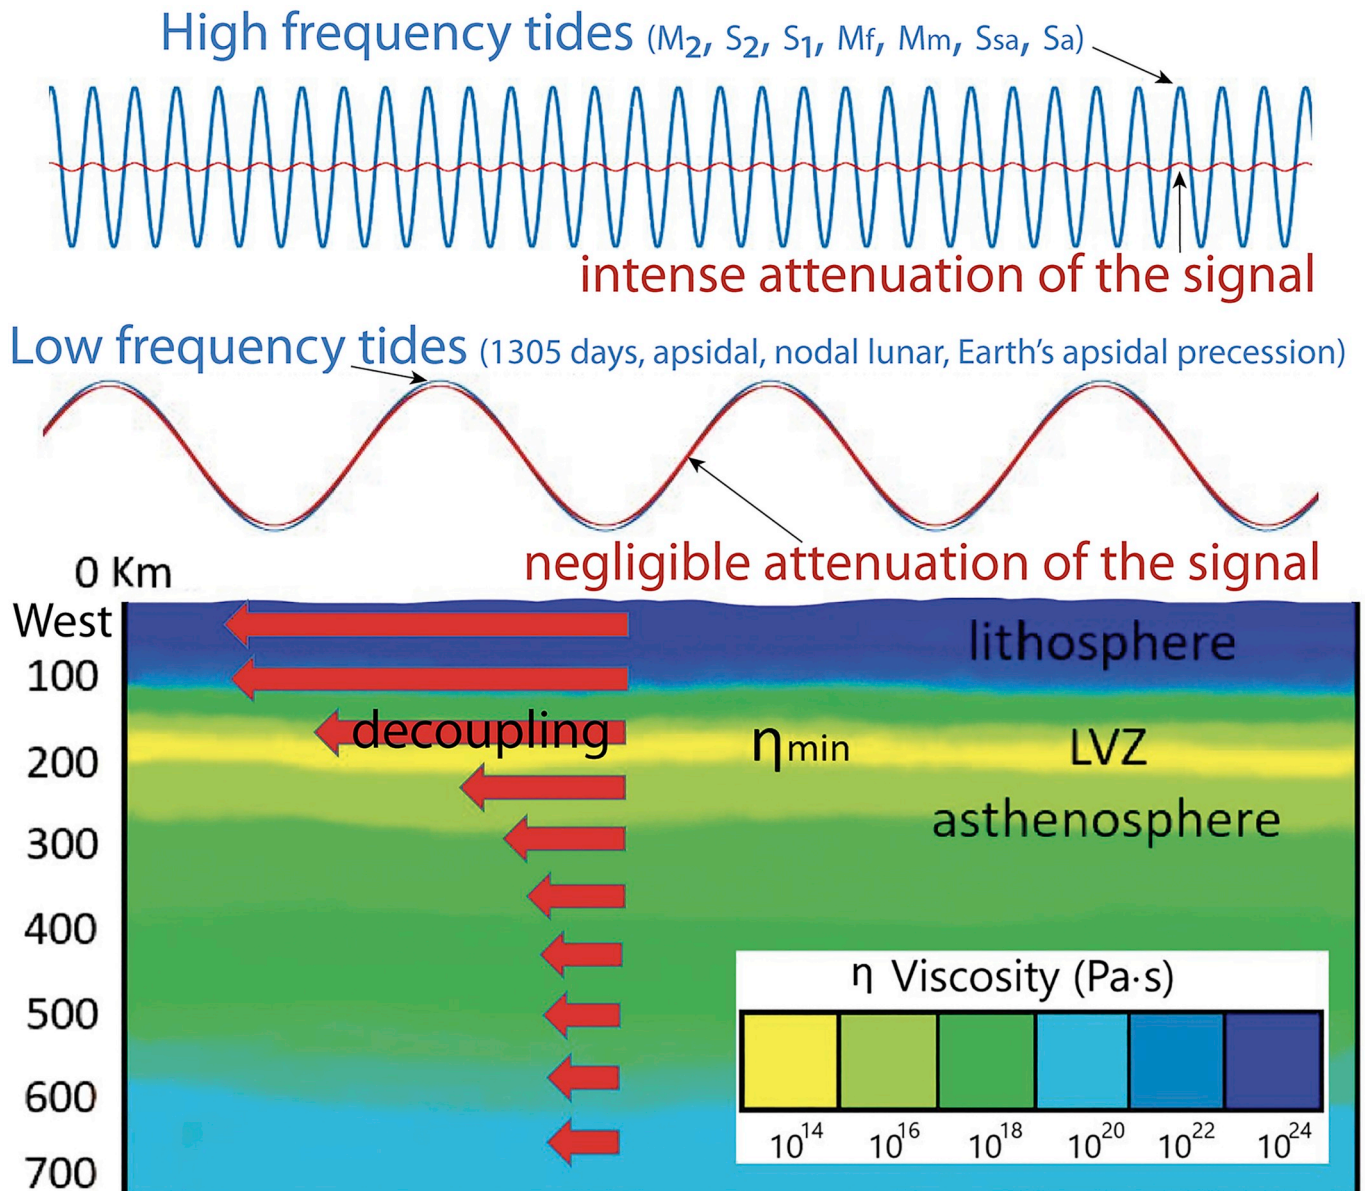 High frequency tides (M2, S2, S1, Mf, Mm, Ssa, Sa)
intense attenuation of the signal
Low frequency tides (1305 days, apsidal, nodal lunar, Earth's apsidal precession)
negligible attenuation of the signal
0 Km
West
lithosphere
100
decoupling
ηmin
LVZ
200
asthenosphere
300
400
500
600
700
η Viscosity (Pa·s)
10^14 10^16 10^18 10^20 10^22 10^24